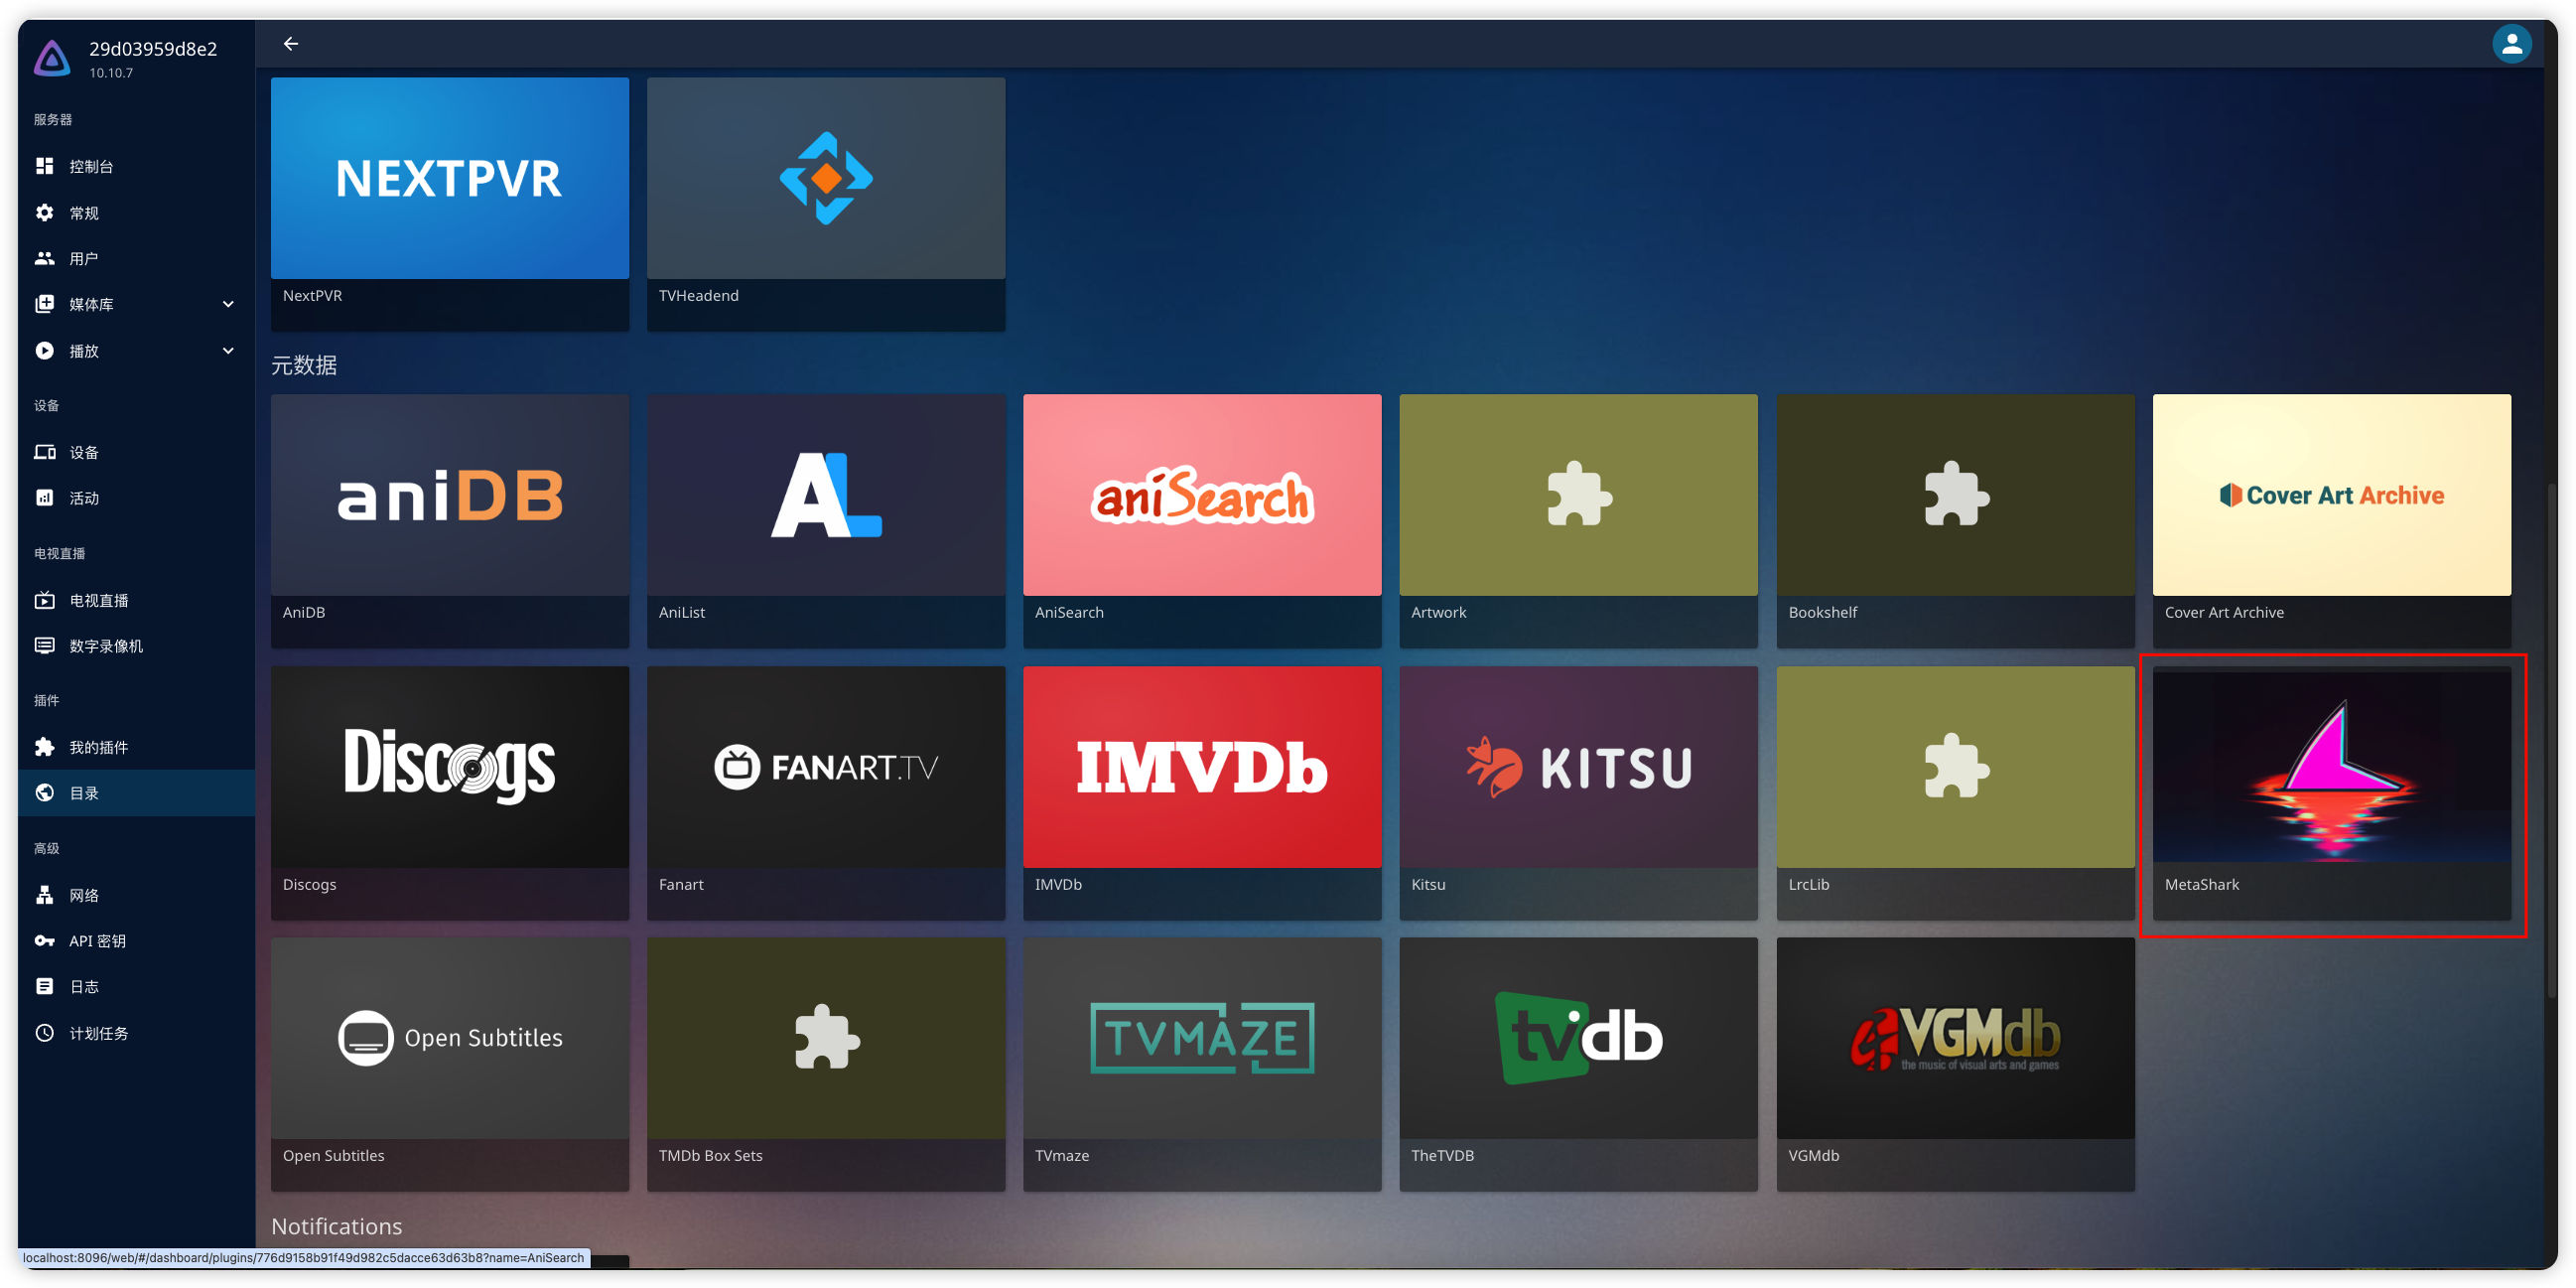 29d03959d8e2
10.10.7
服务器
控制台
常规
用户
媒体库
播放
设备
设备
活动
电视直播
电视直播
数字录像机
插件
我的插件
目录
高级
网络
API 密钥
日志
计划任务
NEXTPVR
NextPVR
TVHeadend
元数据
aniDB
AL
aniSearch
Cover Art Archive
AniDB
AniList
AniSearch
Artwork
Bookshelf
Cover Art Archive
Discogs
FANART.TV
IMVDb
KITSU
Discogs
Fanart
IMVDb
Kitsu
LrcLib
MetaShark
Open Subtitles
TVMAZE
tvdb
VGMdb
the music of visual arts and games
Open Subtitles
TMDb Box Sets
TVmaze
TheTVDB
VGMdb
Notifications
localhost:8096/web/#/dashboard/plugins/776d9158b91f49d982c5dacce63d63b8?name=AniSearch